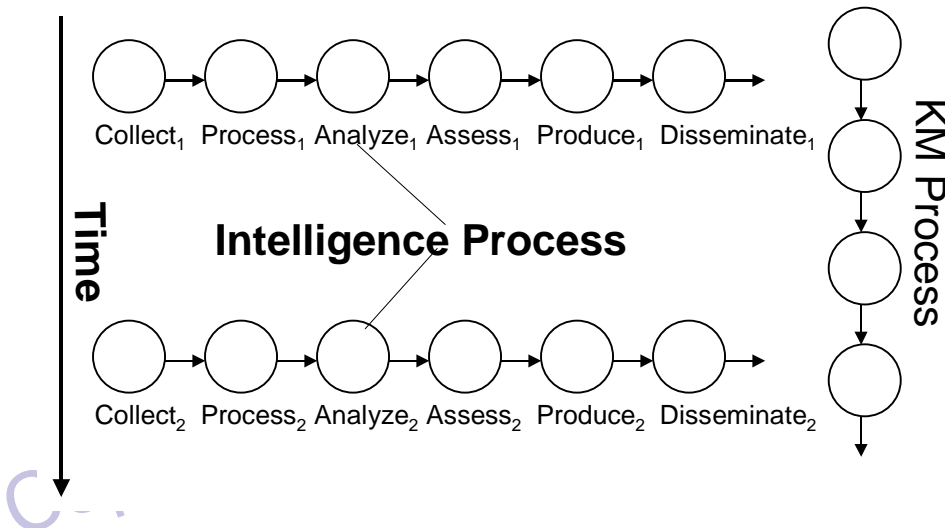 Collect₁ Process₁ Analyze₁ Assess₁ Produce₁ Disseminate₁
Time
Intelligence Process
KM Process
Collect₂ Process₂ Analyze₂ Assess₂ Produce₂ Disseminate₂